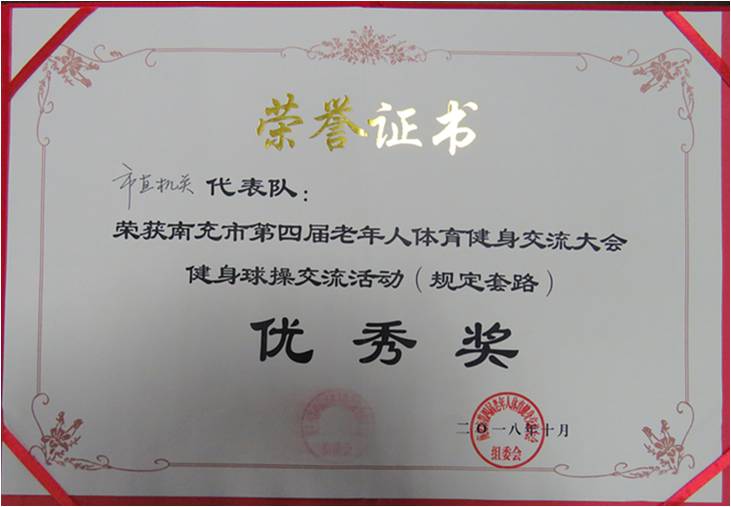 荣誉证书
市直机关 代表队：
荣获南充市第四届老年人体育健身交流大会
健身球操交流活动（规定套路）
优秀奖
二〇一八年十月
组委会